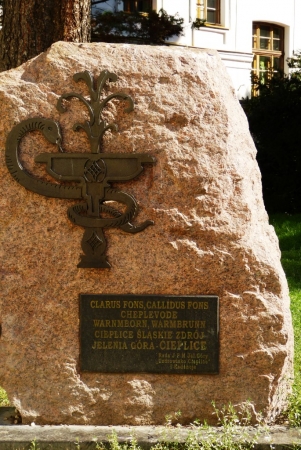 CLARUS FONS, CALLIDUS FONS
CHEPLEVODE
WARMBORN, WARMBRUNN
CIEPLICE ŚLĄSKIE ZDRÓJ
JELENIA GÓRA-CIEPLICE